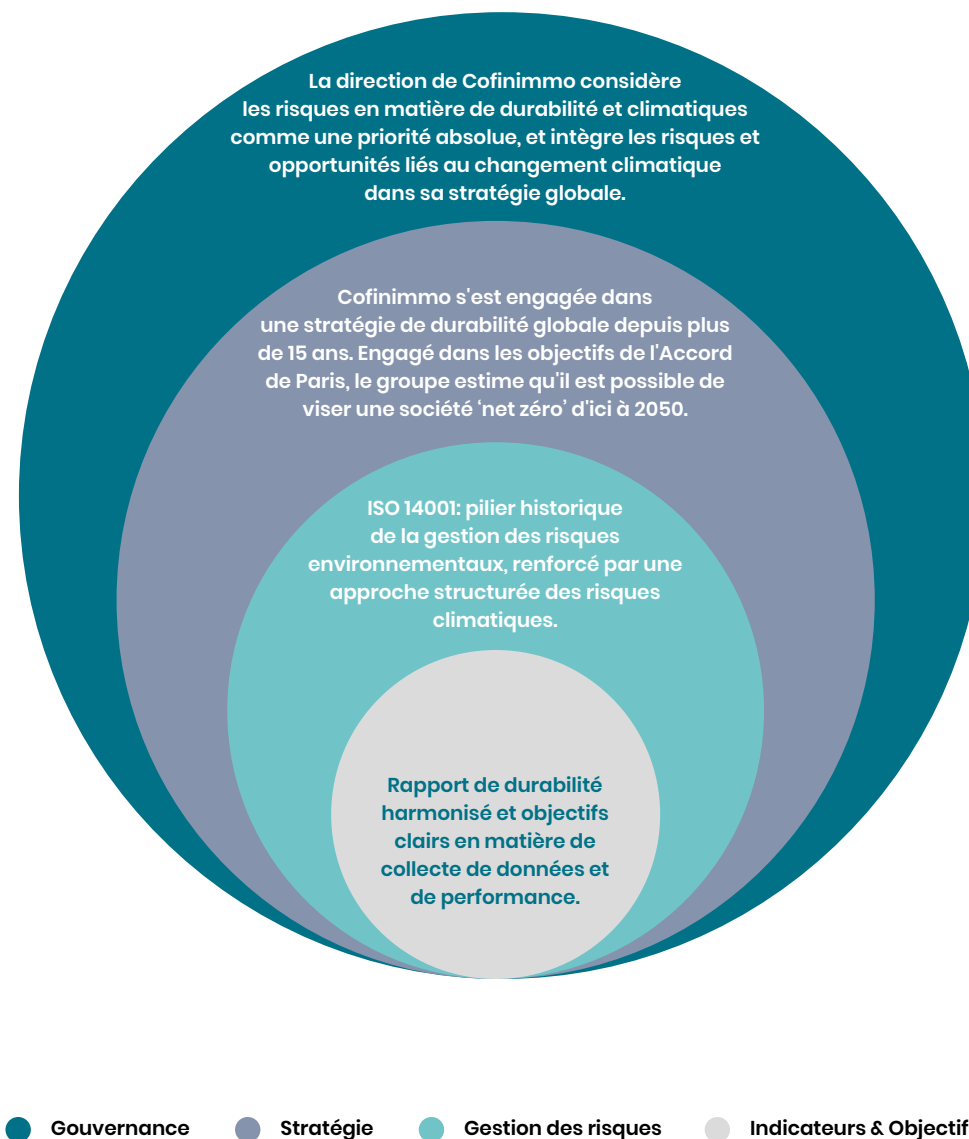 La direction de Cofinimmo considère
les risques en matière de durabilité et climatiques
comme une priorité absolue, et intègre les risques et
opportunités liés au changement climatique
dans sa stratégie globale.
Cofinimmo s'est engagée dans
une stratégie de durabilité globale depuis plus
de 15 ans. Engagé dans les objectifs de l'Accord
de Paris, le groupe estime qu'il est possible de
viser une société ‘net zéro’ d'ici à 2050.
ISO 14001: pilier historique
de la gestion des risques
environnementaux, renforcé par une
approche structurée des risques
climatiques.
Rapport de durabilité
harmonisé et objectifs
clairs en matière de
collecte de données et
de performance.
Gouvernance
Stratégie
Gestion des risques
Indicateurs & Objectif